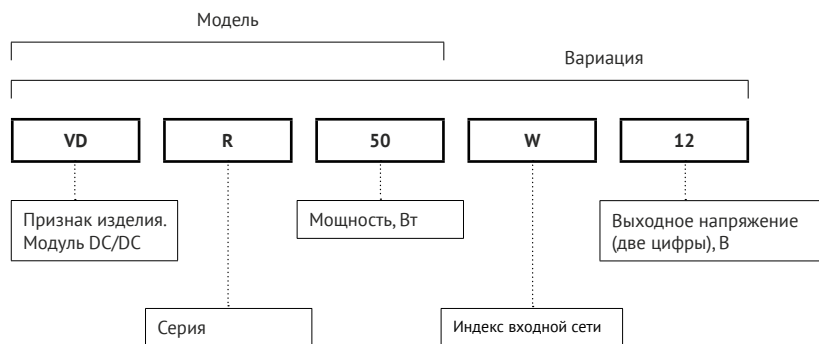 Модель
Вариация
VD
R
50
W
12
Признак изделия.
Модуль DC/DC
Мощность, Вт
Выходное напряжение
(две цифры), В
Серия
Индекс входной сети